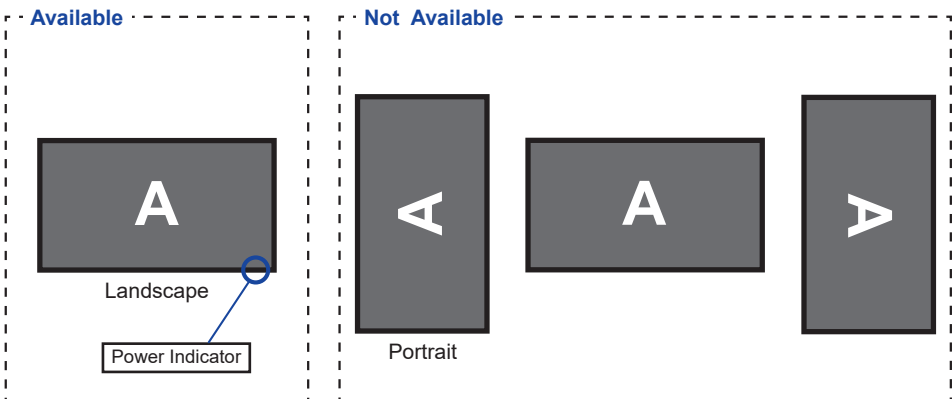 Available
Not Available
A
A
A
A
Landscape
Power Indicator
Portrait